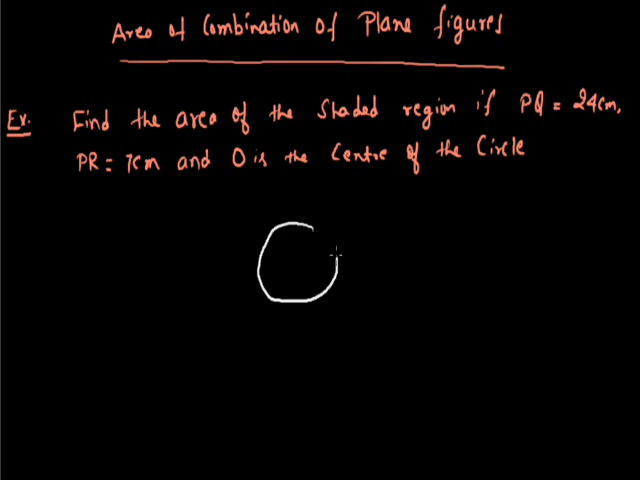 Area of Combination of Plane figures
Ex. Find the area of the shaded region if PQ = 24cm,
PR = 7cm and O is the Centre of the Circle